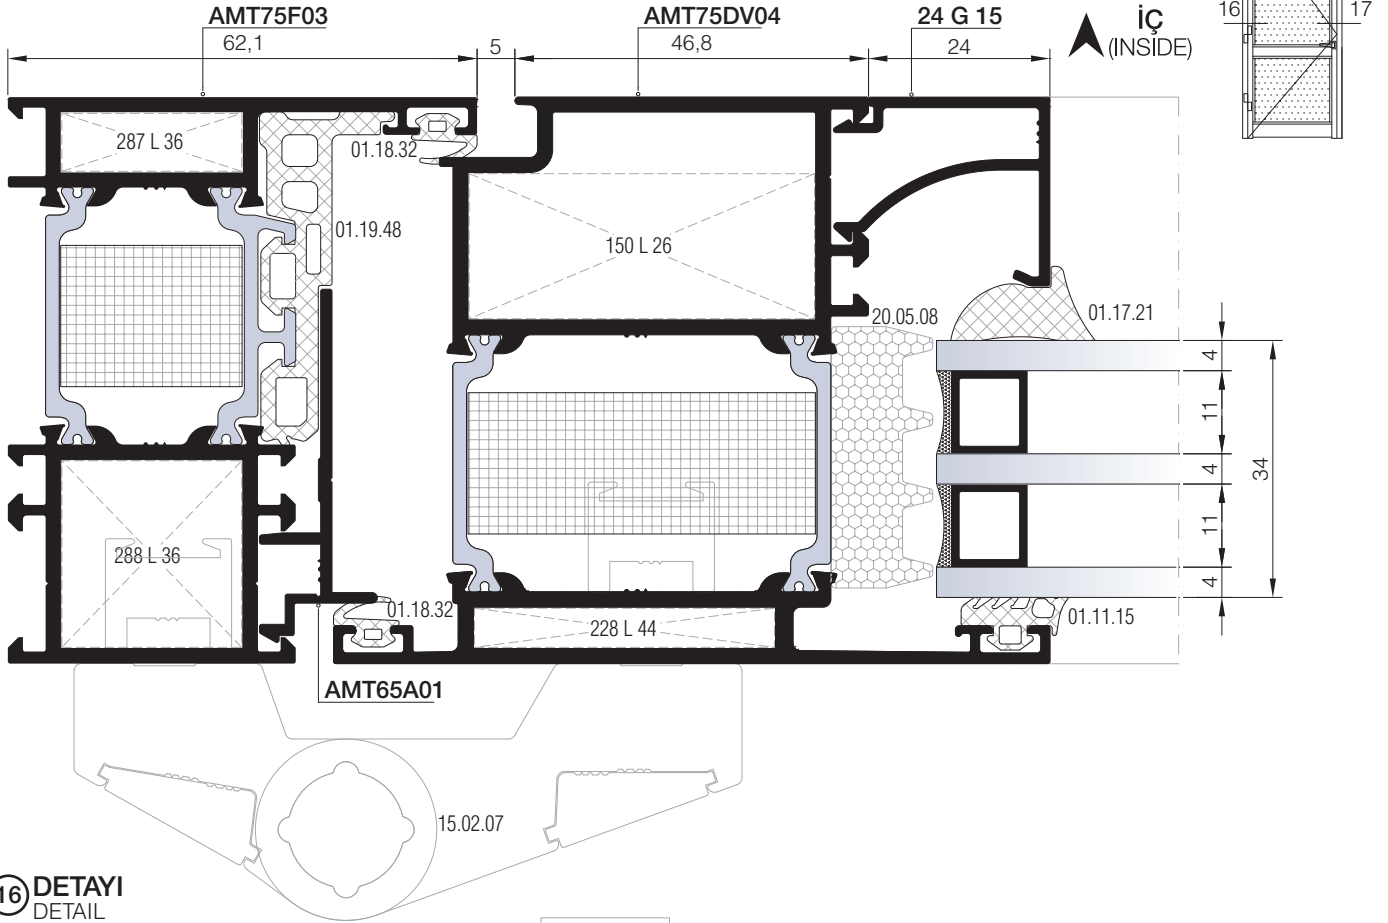 AMT75F03
62,1
5
AMT75DV04
46,8
24 G 15
24
İÇ
(INSIDE)
16
17
287 L 36
01.18.32
01.19.48
150 L 26
20.05.08
01.17.21
4
11
4
11
4
34
288 L 36
01.18.32
228 L 44
01.11.15
AMT65A01
15.02.07
16 DETAYI
DETAIL